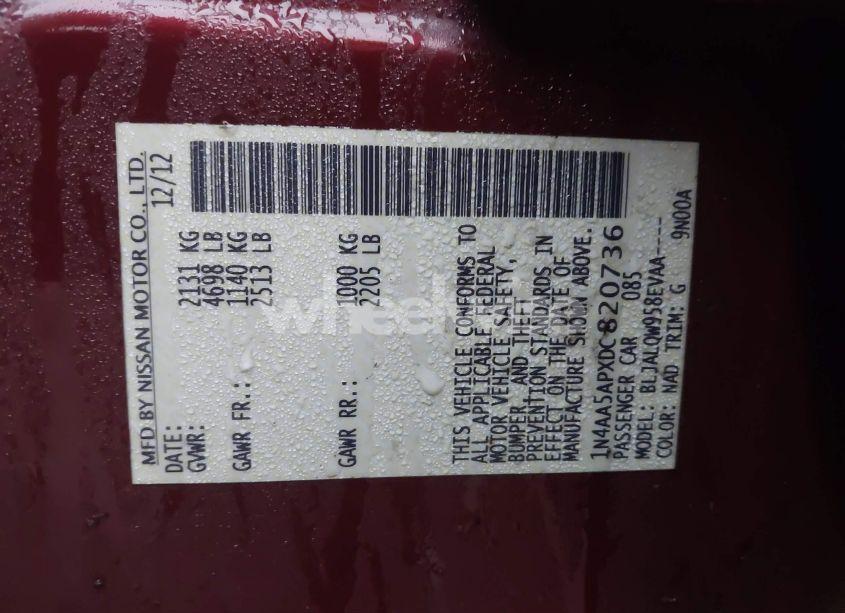 MFD BY NISSAN MOTOR CO., LTD.
DATE: 12/12
GVWR: 2131 KG
4698 LB
GAWR FR.: 1140 KG
2513 LB
GAWR RR.: 1000 KG
2205 LB
THIS VEHICLE CONFORMS TO
ALL APPLICABLE FEDERAL
MOTOR VEHICLE SAFETY,
BUMPER, AND THEFT
PREVENTION STANDARDS IN
EFFECT ON THE DATE OF
MANUFACTURE SHOWN ABOVE.
1N4AA5APXDC820736
PASSENGER CAR 085
MODEL: BLJALQW958EVAA----
COLOR: NAD TRIM: G 9N00A